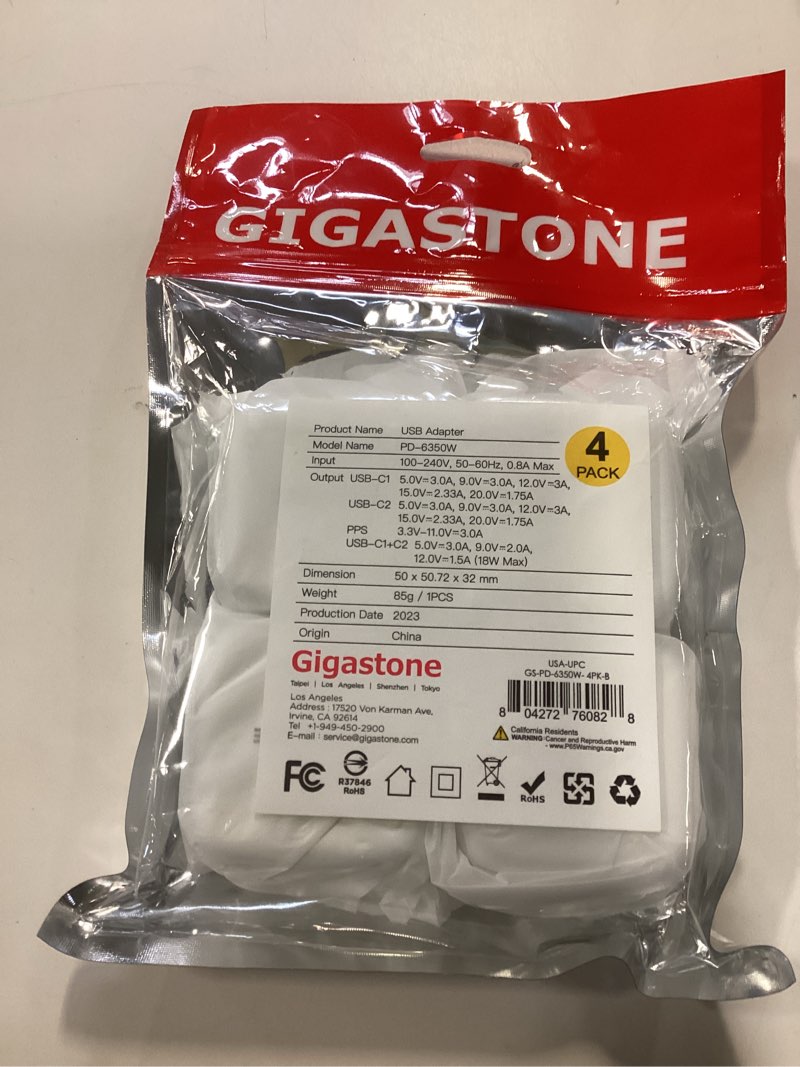 GIGASTONE
4
PACK
Product Name USB Adapter
Model Name PD-6350W
Input 100-240V, 50-60Hz, 0.8A Max
Output USB-C1 5.0V⎓3.0A, 9.0V⎓3.0A, 12.0V⎓3A,
15.0V⎓2.33A, 20.0V⎓1.75A
USB-C2 5.0V⎓3.0A, 9.0V⎓3.0A, 12.0V⎓3A,
15.0V⎓2.33A, 20.0V⎓1.75A
PPS 3.3V-11.0V⎓3.0A
USB-C1+C2 5.0V⎓3.0A, 9.0V⎓2.0A,
12.0V⎓1.5A (18W Max)
Dimension 50 x 50.72 x 32 mm
Weight 85g / 1PCS
Production Date 2023
Origin China
Gigastone
Taipei | Los Angeles | Shenzhen | Tokyo
Los Angeles
Address : 17520 Von Karman Ave,
Irvine, CA 92614
Tel +1-949-450-2900
E-mail : service@gigastone.com
USA-UPC
GS-PD-6350W- 4PK-B
8 04272 76082 8
California Residents
WARNING: Cancer and Reproductive Harm
- www.P65Warnings.ca.gov
FC
R37846
RoHS
RoHS